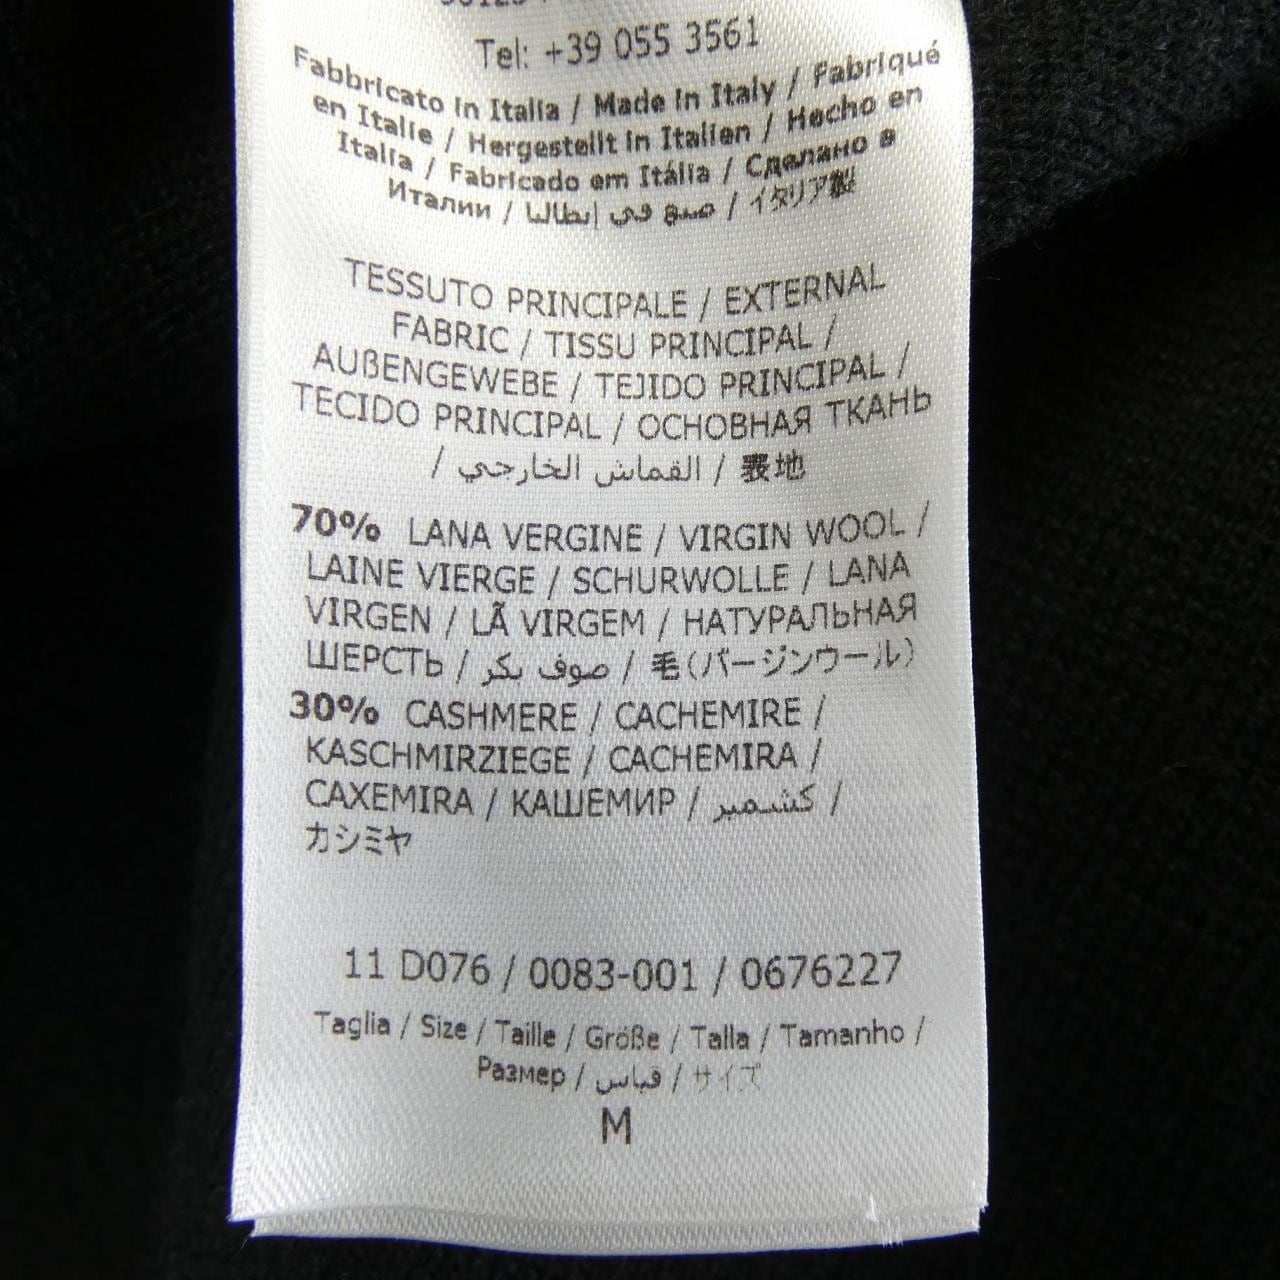 Tel: +39 055 3561
Fabbricato in Italia / Made in Italy / Fabriqué
en Italie / Hergestellt in Italien / Hecho en
Italia / Fabricado em Itália / Сделано в
Италии / صنع في إيطاليا / イタリア製
TESSUTO PRINCIPALE / EXTERNAL
FABRIC / TISSU PRINCIPAL /
AUßENGEWEBE / TEJIDO PRINCIPAL /
TECIDO PRINCIPAL / ОСНОВНАЯ ТКАНЬ
/ القماش الخارجي / 表地
70% LANA VERGINE / VIRGIN WOOL /
LAINE VIERGE / SCHURWOLLE / LANA
VIRGEN / LÃ VIRGEM / НАТУРАЛЬНАЯ
ШЕРСТЬ / صوف بكر / 毛(バージンウール)
30% CASHMERE / CACHEMIRE /
KASCHMIRZIEGE / CACHEMIRA /
CAXEMIRA / КАШЕМИР / كشمير /
カシミヤ
11 D076 / 0083-001 / 0676227
Taglia / Size / Taille / Größe / Talla / Tamanho /
Размер / قياس / サイズ
M